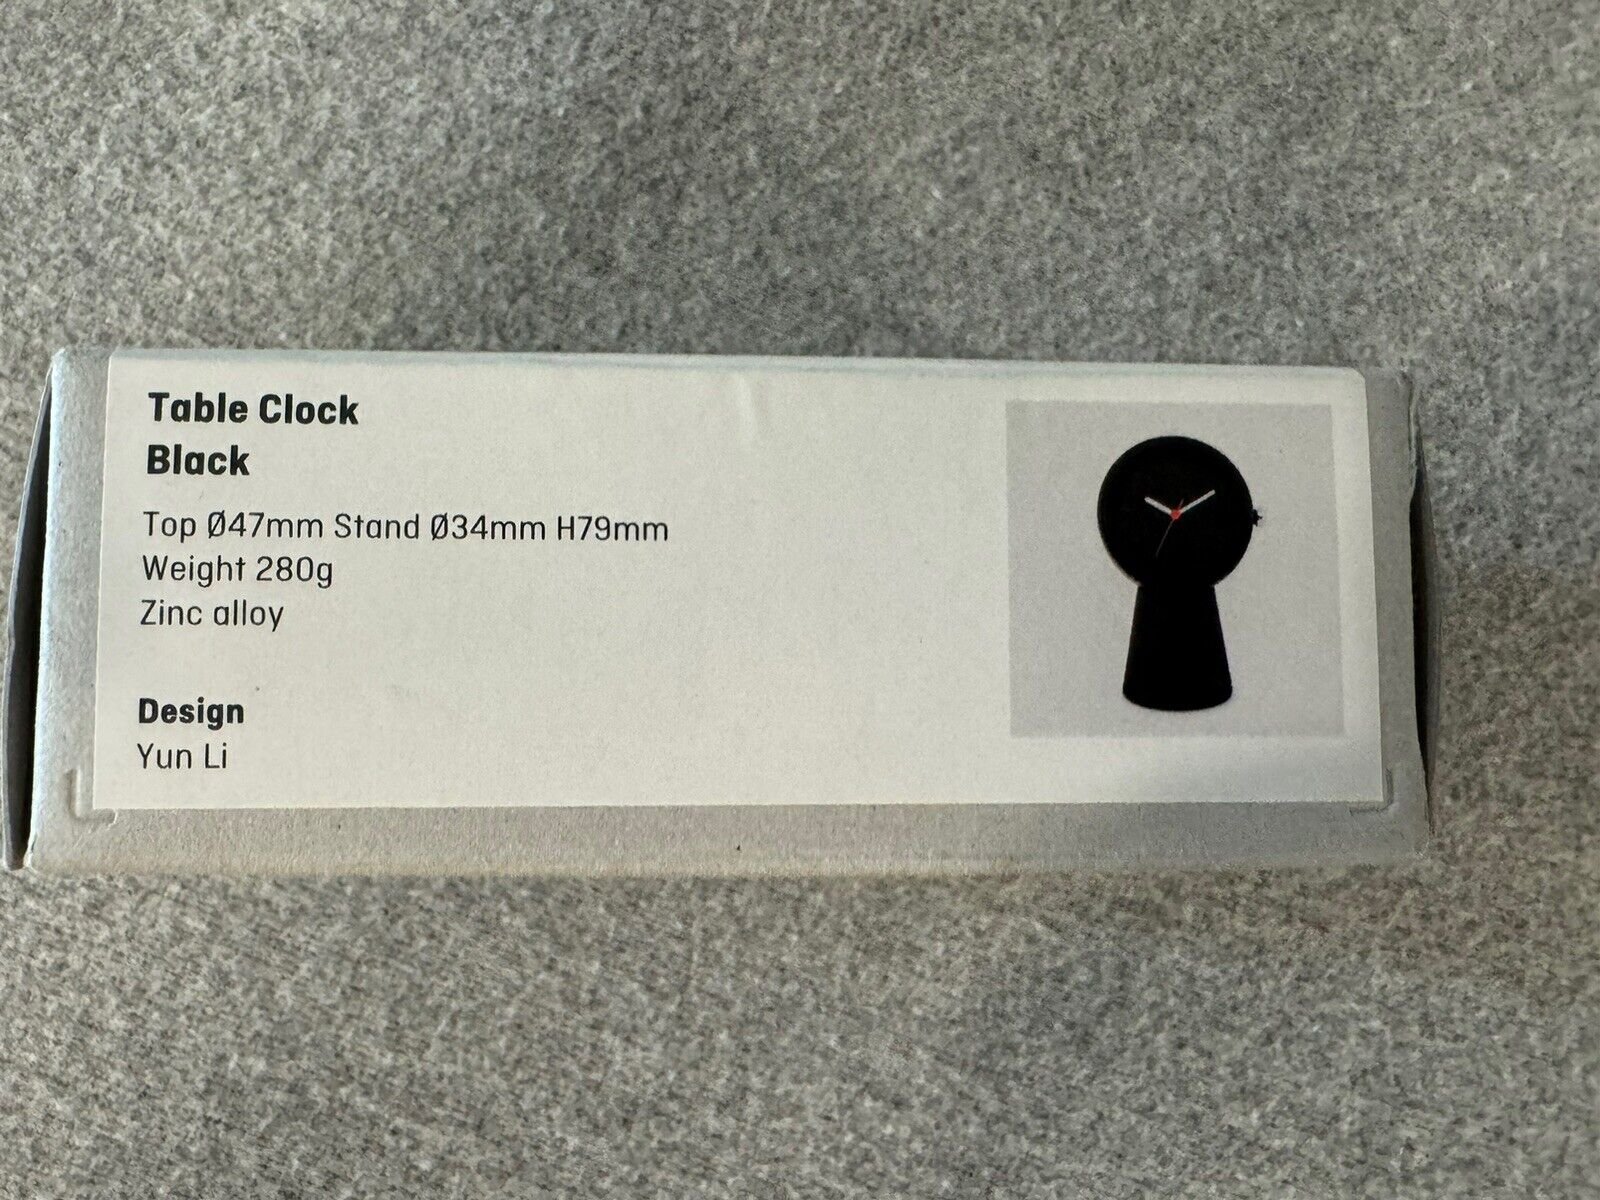 Table Clock
Black
Top Ø47mm Stand Ø34mm H79mm
Weight 280g
Zinc alloy
Design
Yun Li